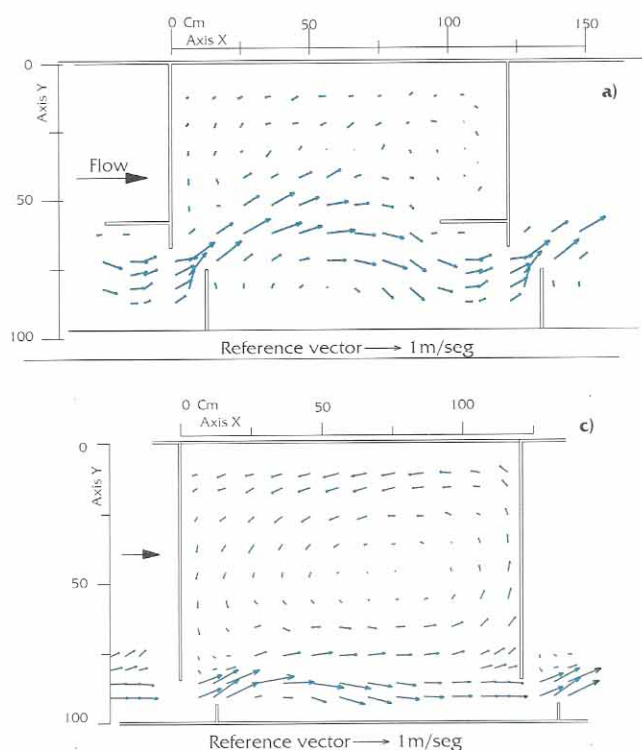 0 Cm 50 100 150
Axis X
0
a)
Axis Y
Flow
50
100
Reference vector 1m/seg
0 Cm 50 100
Axis X
c)
0
Axis Y
50
100
Reference vector 1m/seg